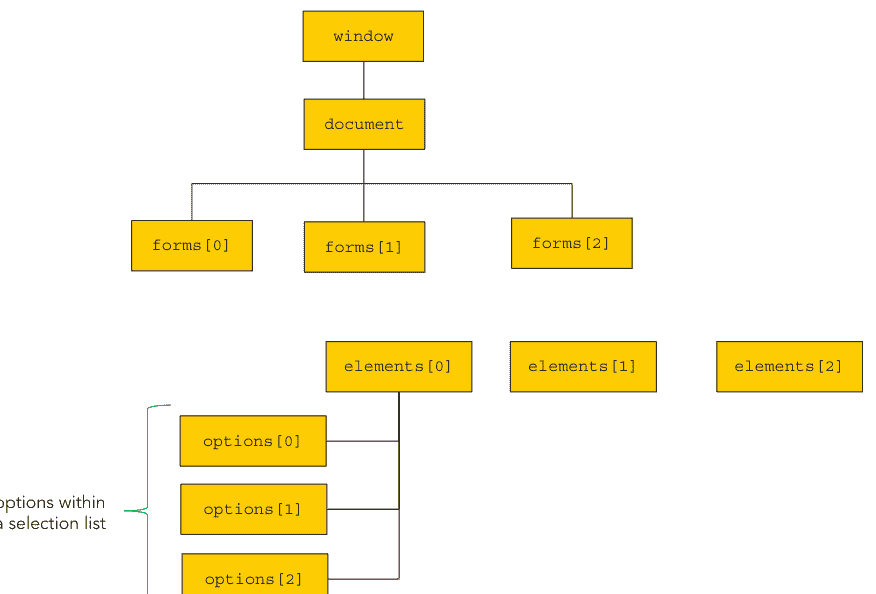 window
document
forms[0]
forms[1]
forms[2]
elements[0]
elements[1]
elements[2]
options[0]
options[1]
options within
a selection list
options[2]